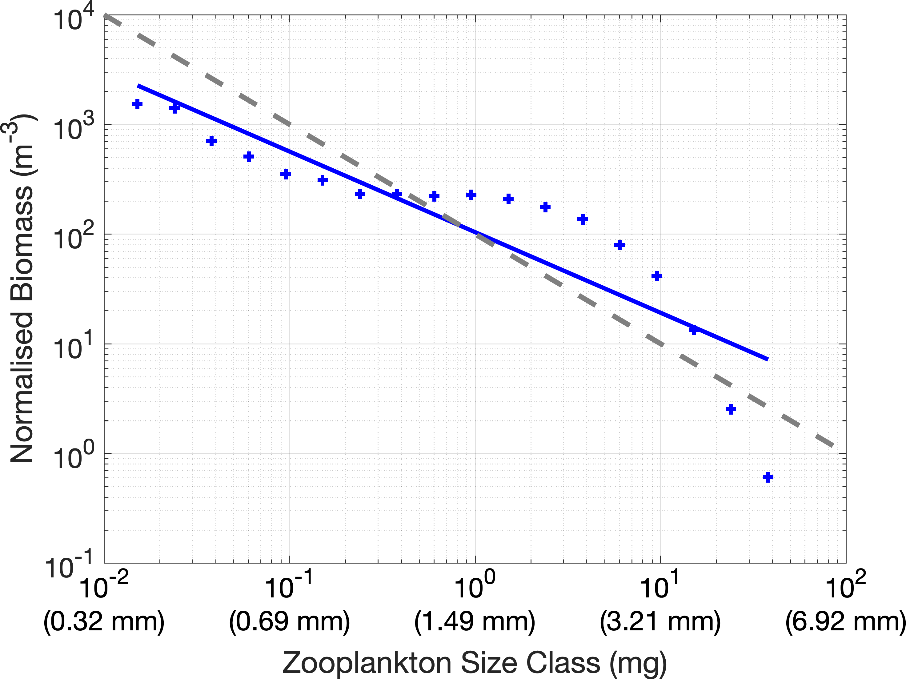 10^4
10^3
10^2
10^1
10^0
10^-1
Normalised Biomass (m^-3)
10^-2 10^-1 10^0 10^1 10^2
(0.32 mm) (0.69 mm) (1.49 mm) (3.21 mm) (6.92 mm)
Zooplankton Size Class (mg)